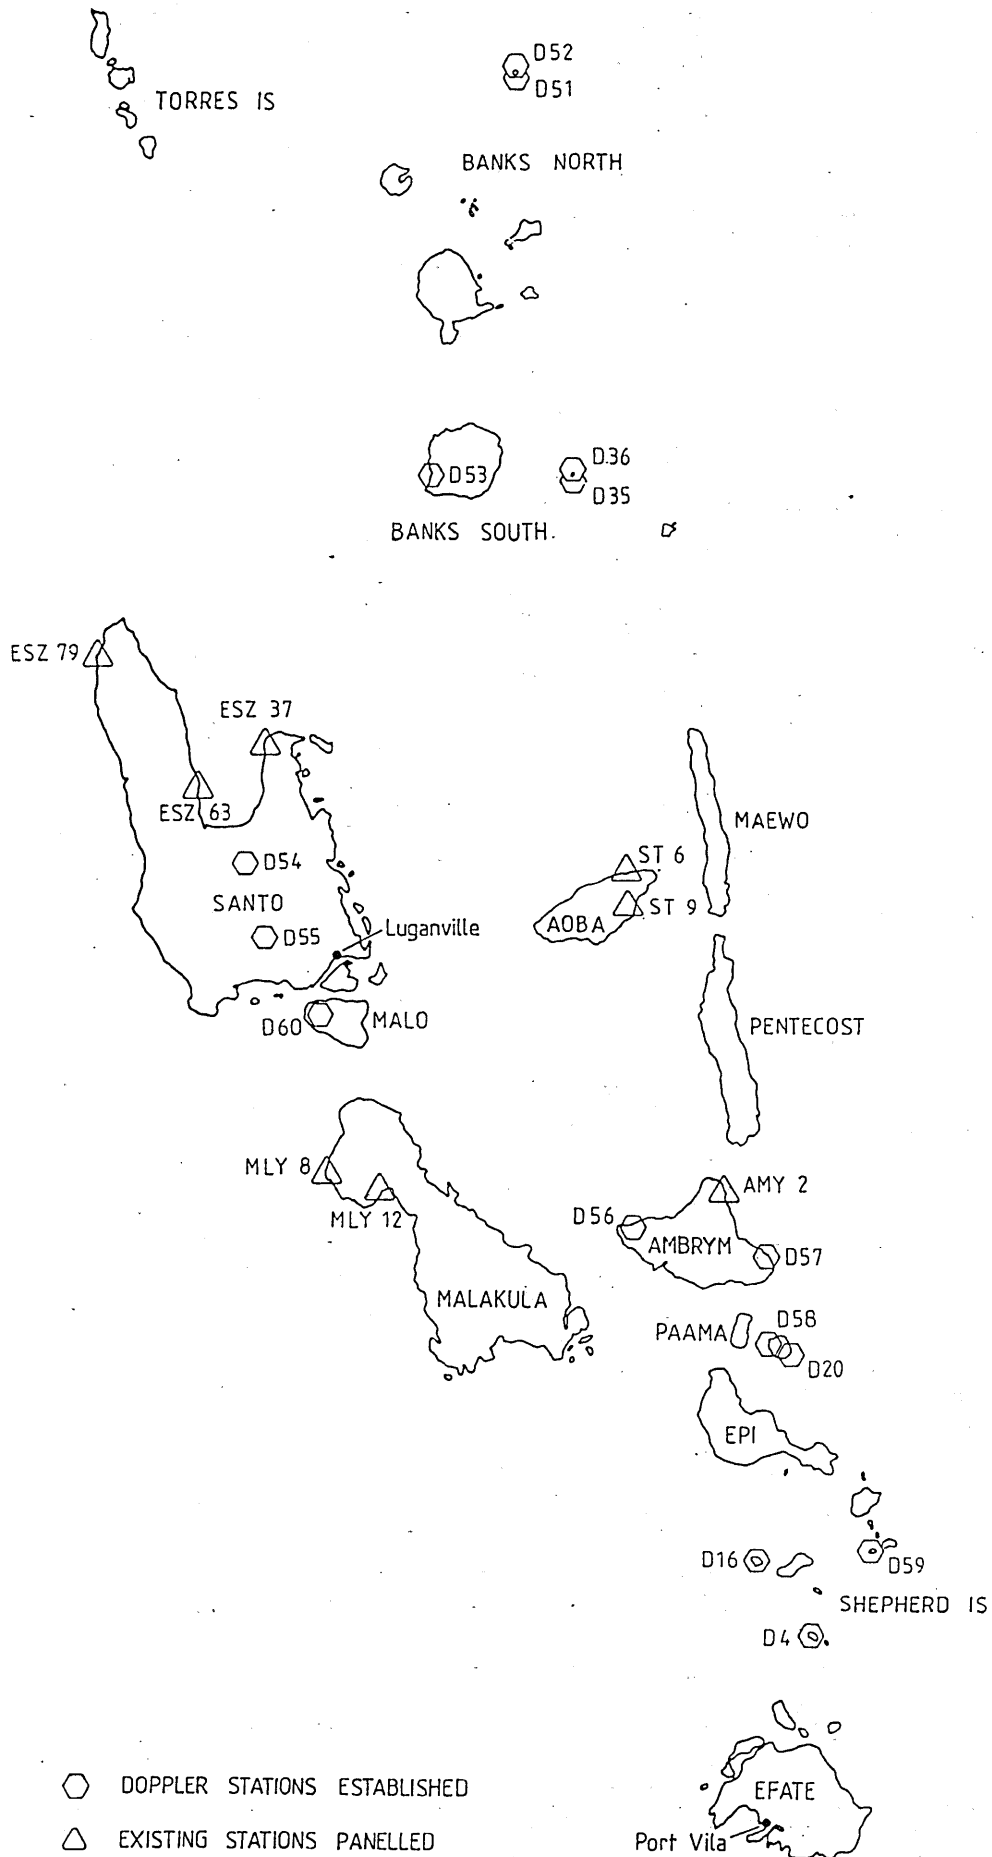 D52
D51
TORRES IS
BANKS NORTH
D.36
D53
D35
BANKS SOUTH.
ESZ 79
ESZ 37
ESZ 63
MAEWO
ST 6
D54
SANTO
ST 9
AOBA
Luganville
D55
D60
MALO
PENTECOST
MLY 8
AMY 2
MLY 12
D56
AMBRYM
D57
MALAKULA
D58
PAAMA
D20
EPI
D16
D59
SHEPHERD IS
D4
DOPPLER STATIONS ESTABLISHED
EFATE
EXISTING STATIONS PANELLED
Port Vila